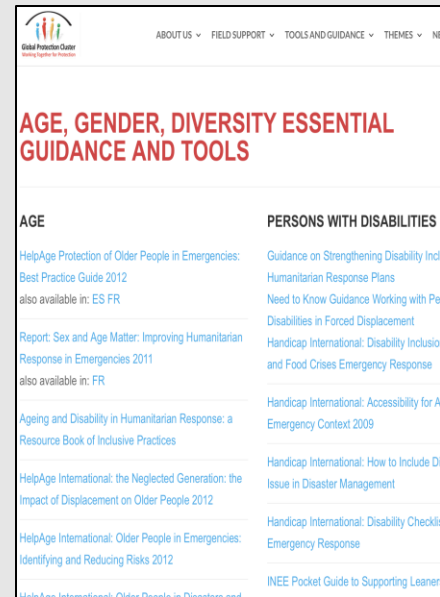 Global Protection Cluster
Working Together for Protection
ABOUT US FIELD SUPPORT TOOLS AND GUIDANCE THEMES
AGE, GENDER, DIVERSITY ESSENTIAL
GUIDANCE AND TOOLS
AGE
HelpAge Protection of Older People in Emergencies:
Best Practice Guide 2012
also available in: ES FR
Report: Sex and Age Matter: Improving Humanitarian
Response in Emergencies 2011
also available in: FR
Ageing and Disability in Humanitarian Response: a
Resource Book of Inclusive Practices
HelpAge International: the Neglected Generation: the
Impact of Displacement on Older People 2012
HelpAge International: Older People in Emergencies:
Identifying and Reducing Risks 2012
HelpAge International: Older People in Disasters and
PERSONS WITH DISABILITIES
Guidance on Strengthening Disability
Humanitarian Response Plans
Need to Know Guidance Working with
Disabilities in Forced Displacement
Handicap International: Disability
and Food Crises Emergency Response
Handicap International: Accessibility for
Emergency Context 2009
Handicap International: How to Include
Issue in Disaster Management
Handicap International: Disability
Emergency Response
INEE Pocket Guide to Supporting